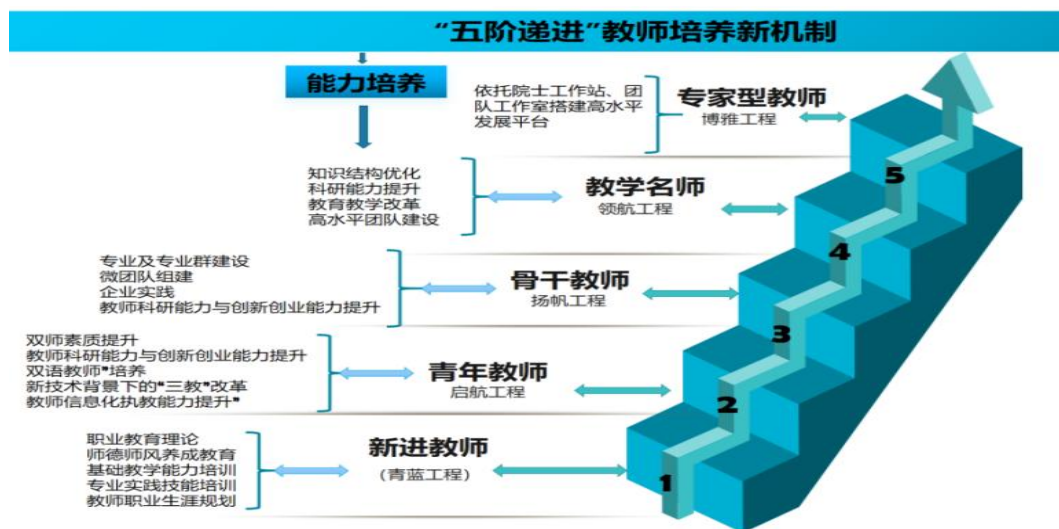 “五阶递进”教师培养新机制
能力培养
依托院士工作站、团
队工作室搭建高水平
发展平台
专家型教师
博雅工程
5
知识结构优化
科研能力提升
教育教学改革
高水平团队建设
教学名师
领航工程
4
专业及专业群建设
微团队组建
企业实践
教师科研能力与创新创业能力提升
骨干教师
扬帆工程
3
双师素质提升
教师科研能力与创新创业能力提升
双语教师"培养
新技术背景下的"三教"改革
教师信息化执教能力提升"
青年教师
启航工程
2
职业教育理论
师德师风养成教育
基础教学能力培训
专业实践技能培训
教师职业生涯规划
新进教师
(青蓝工程)
1